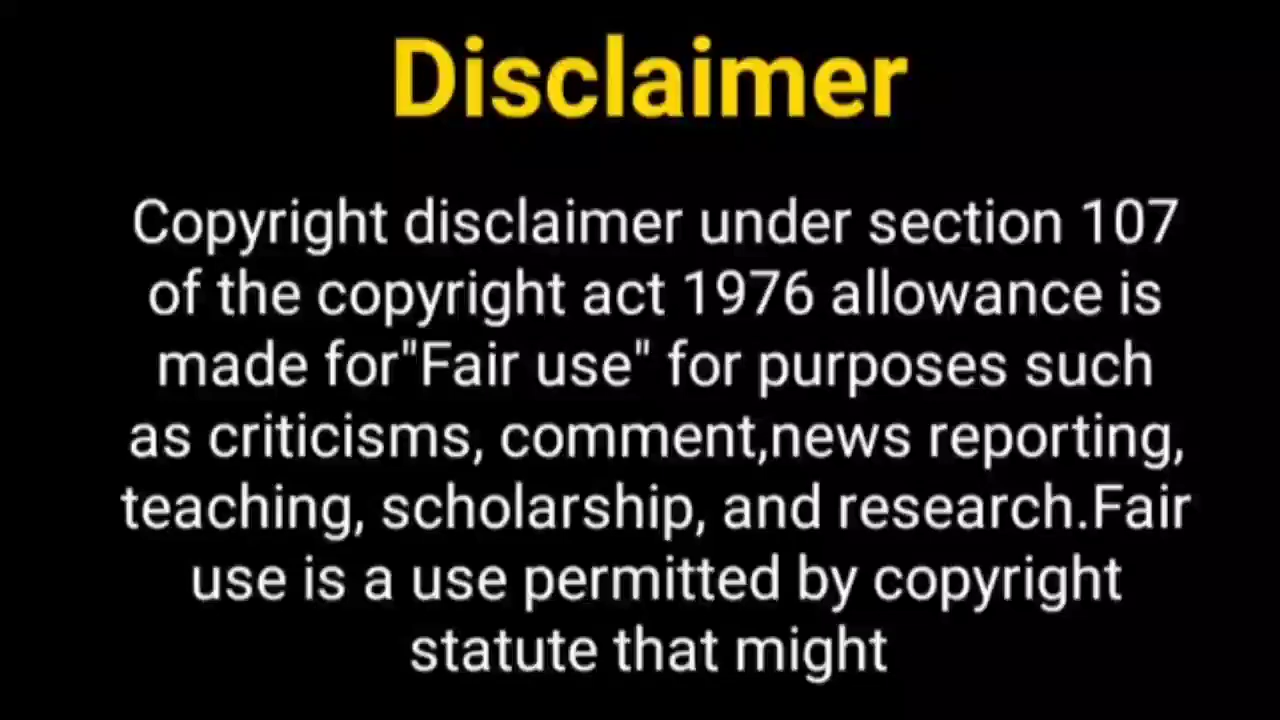 Disclaimer
Copyright disclaimer under section 107
of the copyright act 1976 allowance is
made for"Fair use" for purposes such
as criticisms, comment,news reporting,
teaching, scholarship, and research.Fair
use is a use permitted by copyright
statute that might